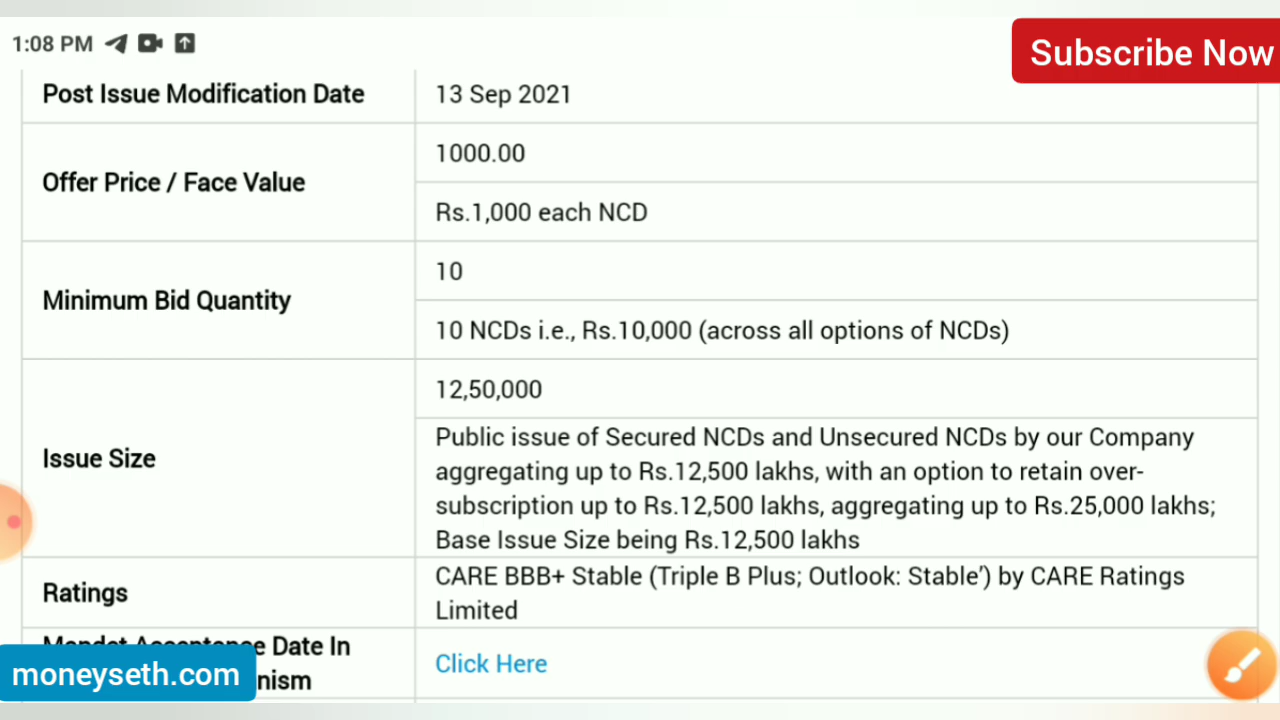 1:08 PM
Subscribe Now
Post Issue Modification Date
13 Sep 2021
Offer Price / Face Value
1000.00
Rs.1,000 each NCD
Minimum Bid Quantity
10
10 NCDs i.e., Rs.10,000 (across all options of NCDs)
Issue Size
12,50,000
Public issue of Secured NCDs and Unsecured NCDs by our Company
aggregating up to Rs.12,500 lakhs, with an option to retain over-
subscription up to Rs.12,500 lakhs, aggregating up to Rs.25,000 lakhs;
Base Issue Size being Rs.12,500 lakhs
Ratings
CARE BBB+ Stable (Triple B Plus; Outlook: Stable’) by CARE Ratings
Limited
Date In
Click Here
moneyseth.com